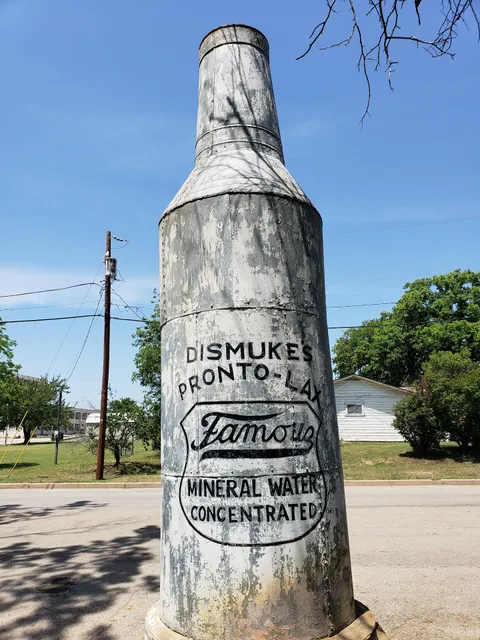 DISMUKE'S
PRONTO-LAX
Famous
MINERAL WATER
CONCENTRATED